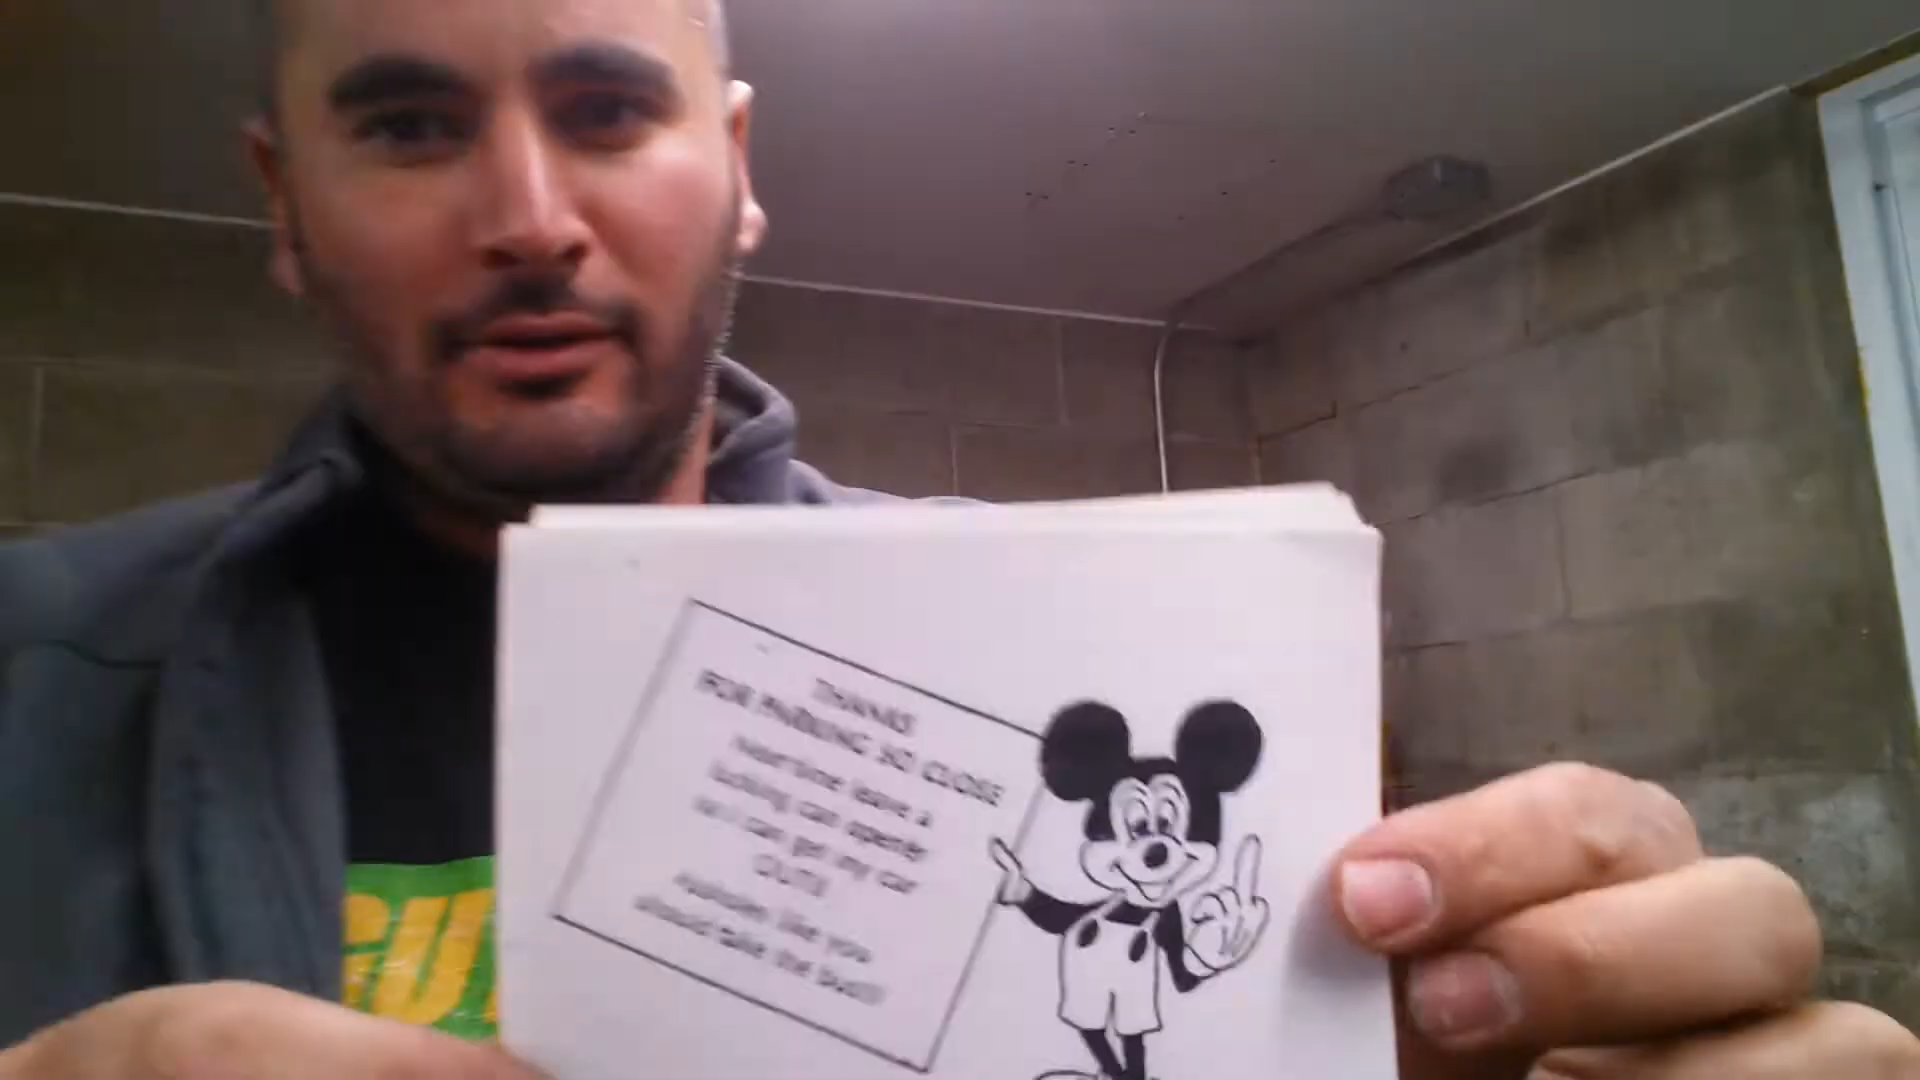 THANKS
FOR PARKING SO CLOSE
Next time leave a
fucking can opener
so I can get my car
OUT!!
Assholes like you
should take the bus!!!
GU